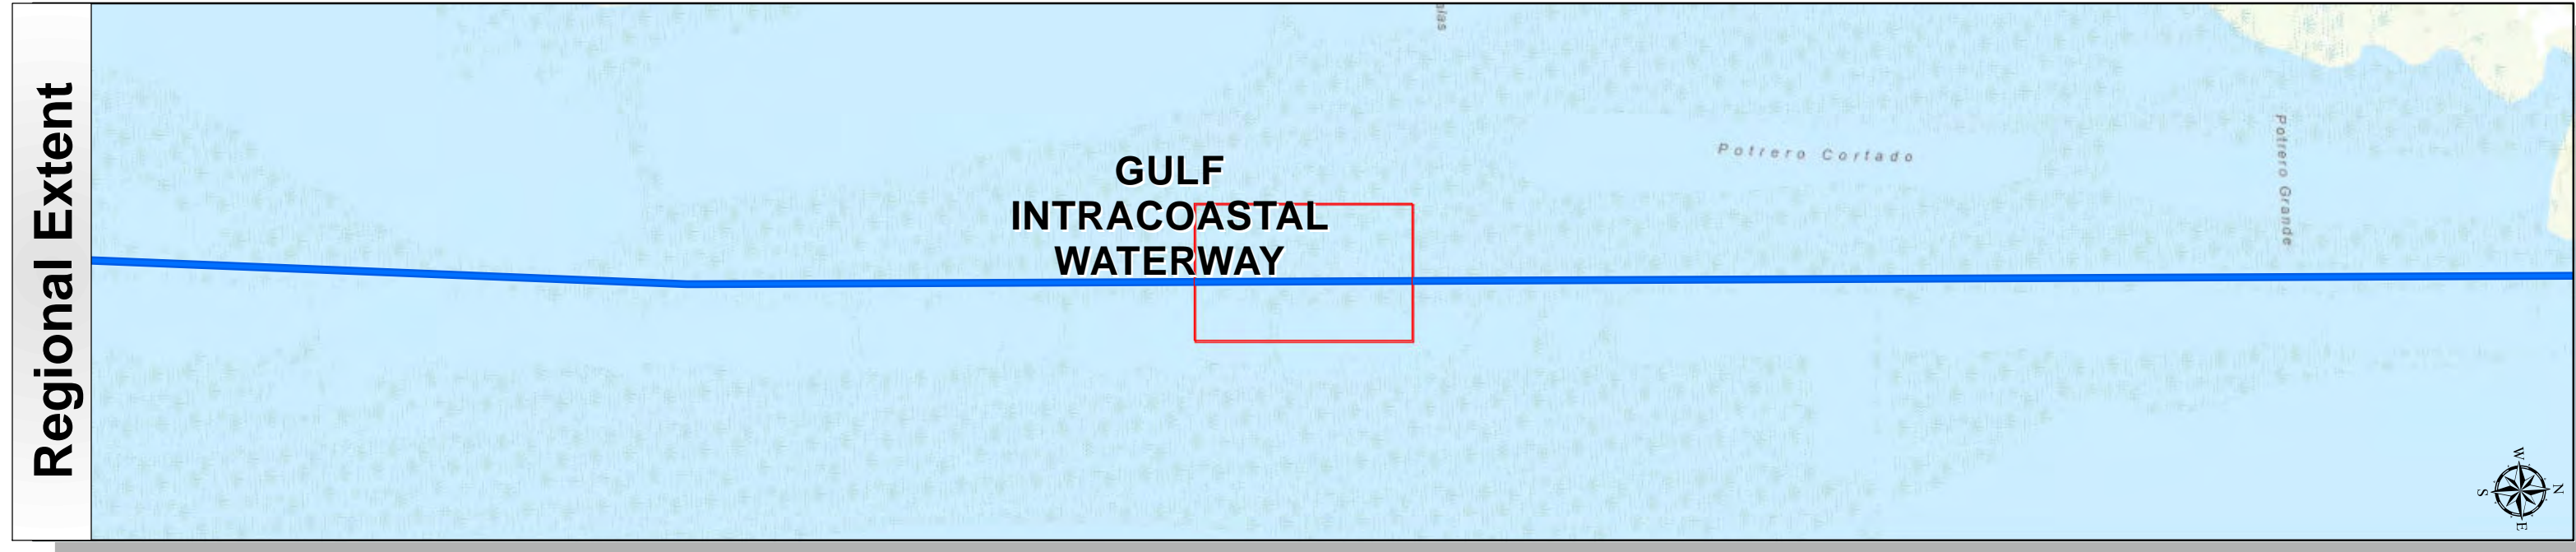 Regional Extent
GULF
INTRACOASTAL
WATERWAY
Potrero Cortado
Potrero Grande
W
N
S
E